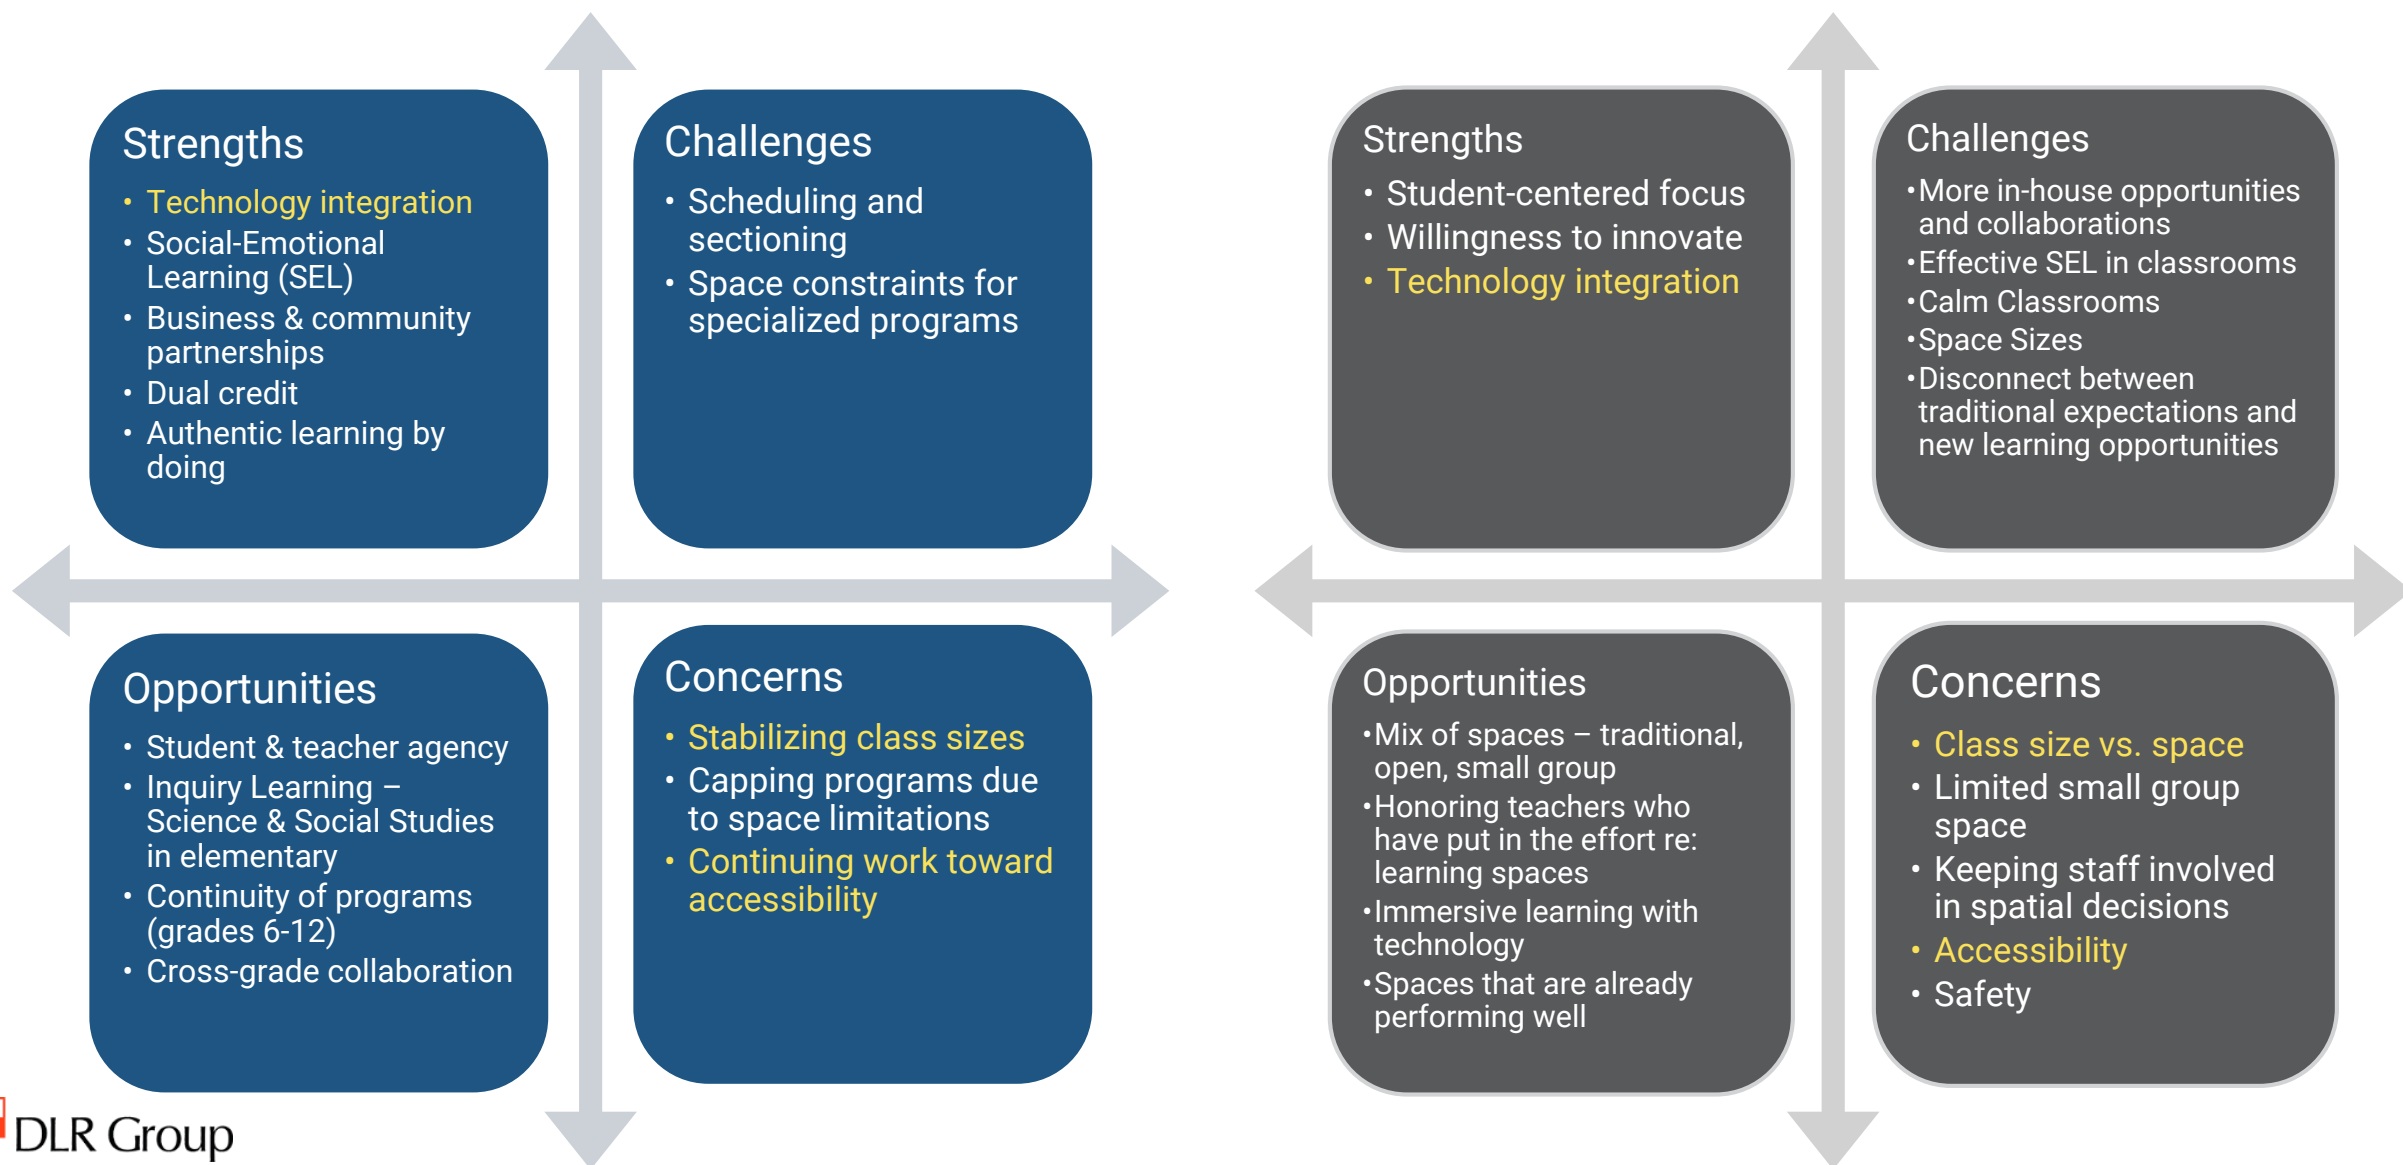 Strengths
• Technology integration
• Social-Emotional
Learning (SEL)
• Business & community
partnerships
• Dual credit
• Authentic learning by
doing
Challenges
• Scheduling and
sectioning
• Space constraints for
specialized programs
Opportunities
• Student & teacher agency
• Inquiry Learning –
Science & Social Studies
in elementary
• Continuity of programs
(grades 6-12)
• Cross-grade collaboration
Concerns
• Stabilizing class sizes
• Capping programs due
to space limitations
• Continuing work toward
accessibility
Strengths
• Student-centered focus
• Willingness to innovate
• Technology integration
Challenges
•More in-house opportunities
and collaborations
•Effective SEL in classrooms
•Calm Classrooms
•Space Sizes
•Disconnect between
traditional expectations and
new learning opportunities
Opportunities
•Mix of spaces – traditional,
open, small group
•Honoring teachers who
have put in the effort re:
learning spaces
•Immersive learning with
technology
•Spaces that are already
performing well
Concerns
• Class size vs. space
• Limited small group
space
• Keeping staff involved
in spatial decisions
• Accessibility
• Safety
DLR Group